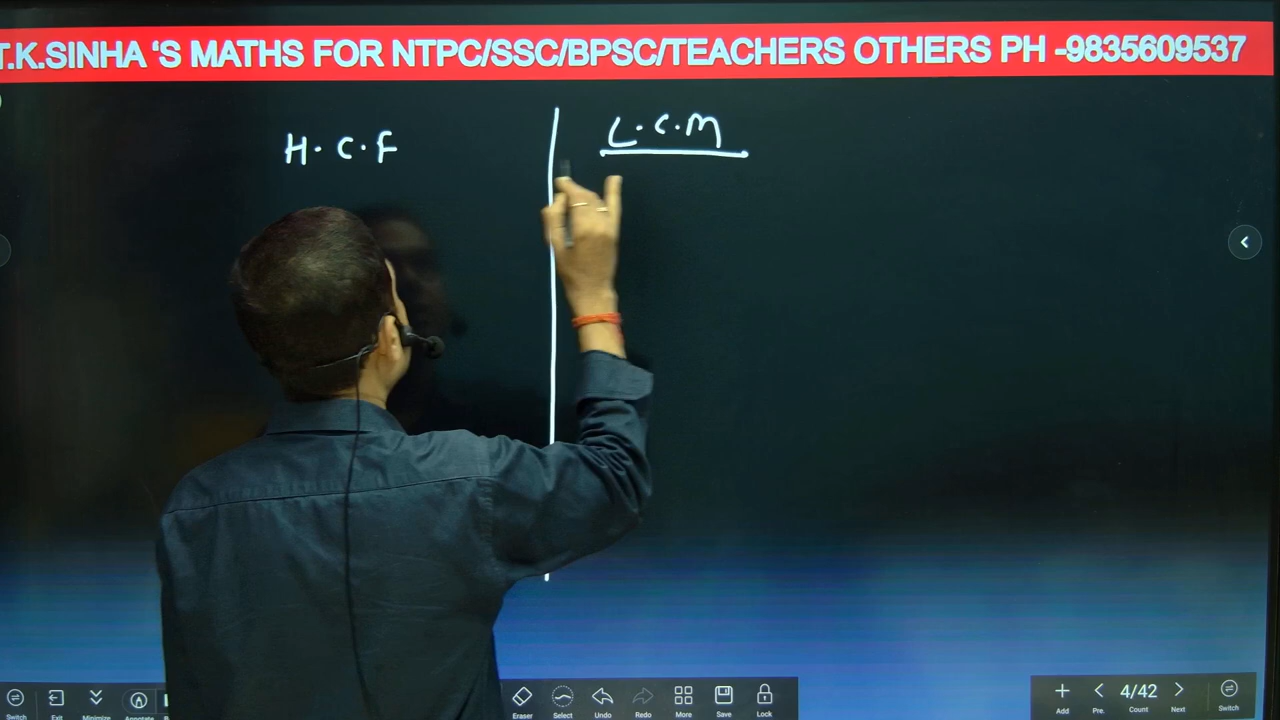 T.K.SINHA 'S MATHS FOR NTPC/SSC/BPSC/TEACHERS OTHERS PH -9835609537
H.C.F
L.C.M
Switch Exit Minimize Annotate
Eraser Select Undo Redo More Save Lock
4/42
Add Pre. Count Next Switch